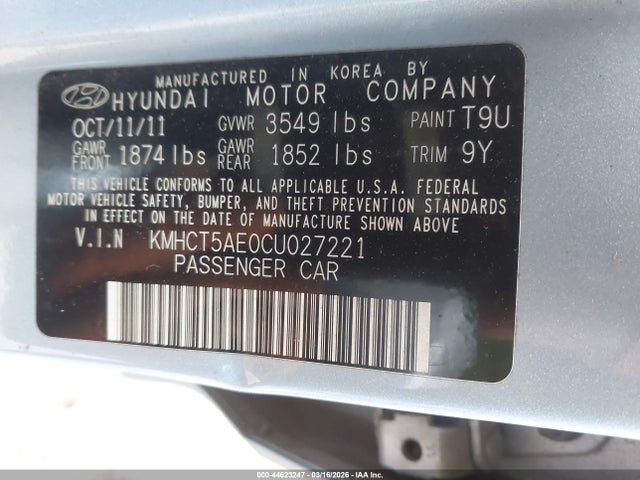 MANUFACTURED IN KOREA BY
HYUNDAI MOTOR COMPANY
OCT/11/11 GVWR 3549 lbs PAINT T9U
GAWR FRONT 1874 lbs GAWR REAR 1852 lbs TRIM 9Y
THIS VEHICLE CONFORMS TO ALL APPLICABLE U.S.A. FEDERAL
MOTOR VEHICLE SAFETY, BUMPER, AND THEFT PREVENTION STANDARDS
IN EFFECT ON THE DATE OF MANUFACTURE SHOWN ABOVE
V.I.N KMHCT5AE0CU027221
PASSENGER CAR
000-44623247 - 03/16/2026 - IAA, Inc.